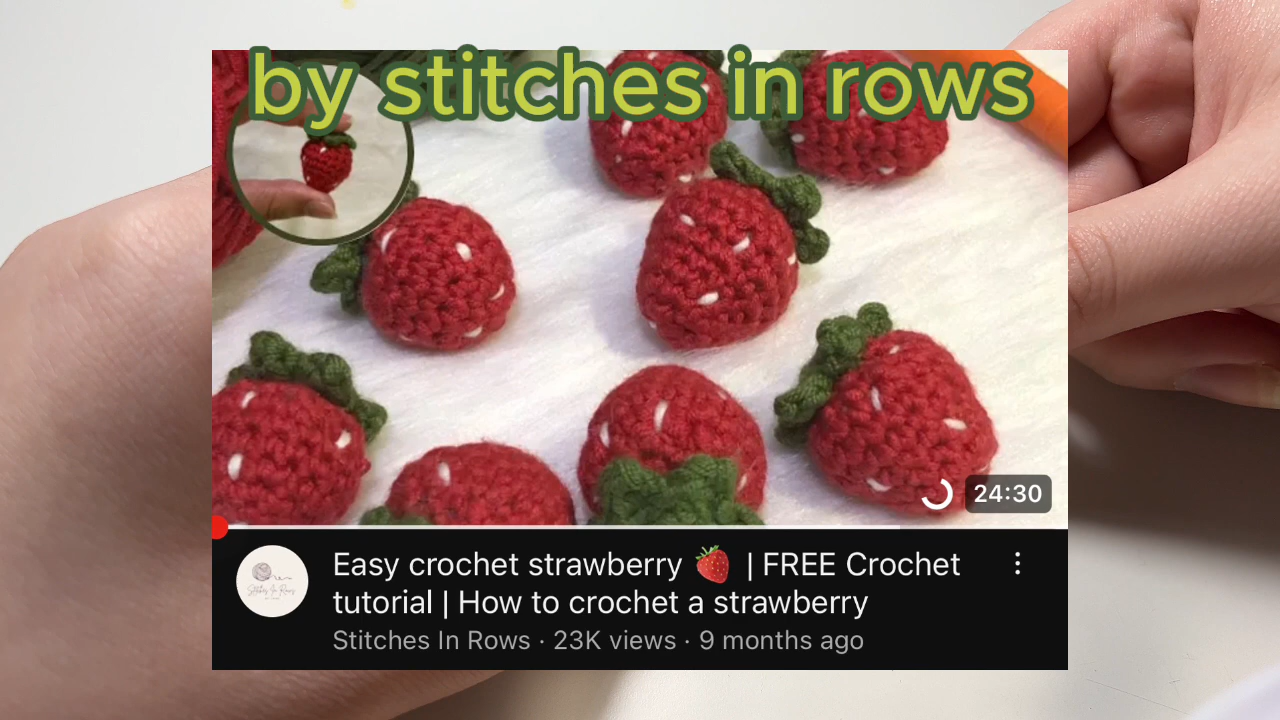 by stitches in rows
24:30
Easy crochet strawberry 🍓 | FREE Crochet
tutorial | How to crochet a strawberry
Stitches In Rows · 23K views · 9 months ago